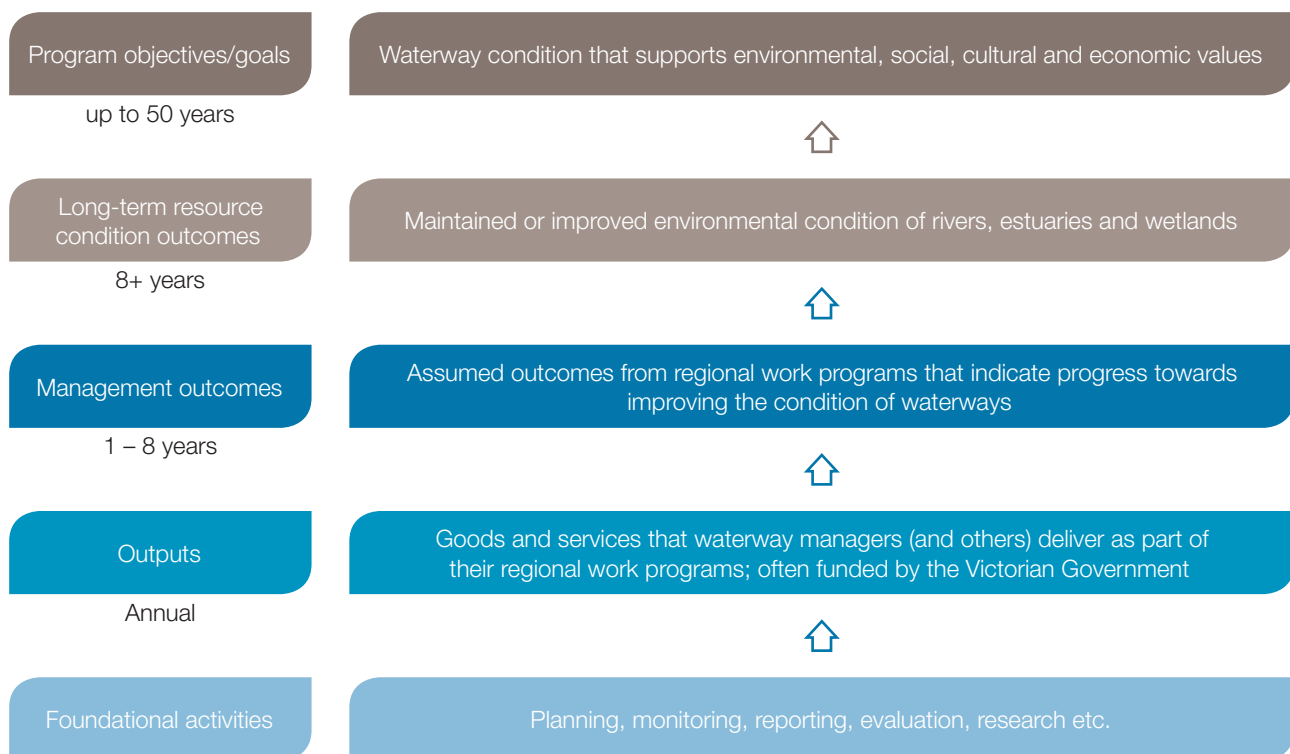 Program objectives/goals
Waterway condition that supports environmental, social, cultural and economic values
up to 50 years
Long-term resource
condition outcomes
Maintained or improved environmental condition of rivers, estuaries and wetlands
8+ years
Management outcomes
Assumed outcomes from regional work programs that indicate progress towards
improving the condition of waterways
1 – 8 years
Outputs
Goods and services that waterway managers (and others) deliver as part of
their regional work programs; often funded by the Victorian Government
Annual
Foundational activities
Planning, monitoring, reporting, evaluation, research etc.